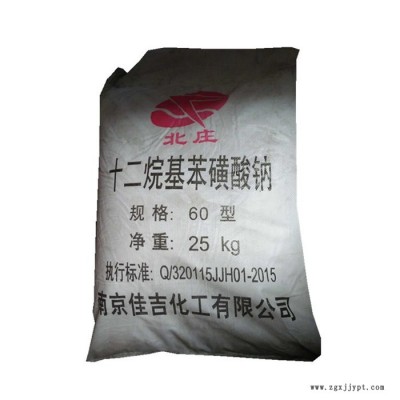 北庄
十二烷基苯磺酸钠
规格: 60 型
净重: 25 kg
执行标准: Q/320115JJH01-2015
南京佳吉化工有限公司
www.zgxjjypt.com